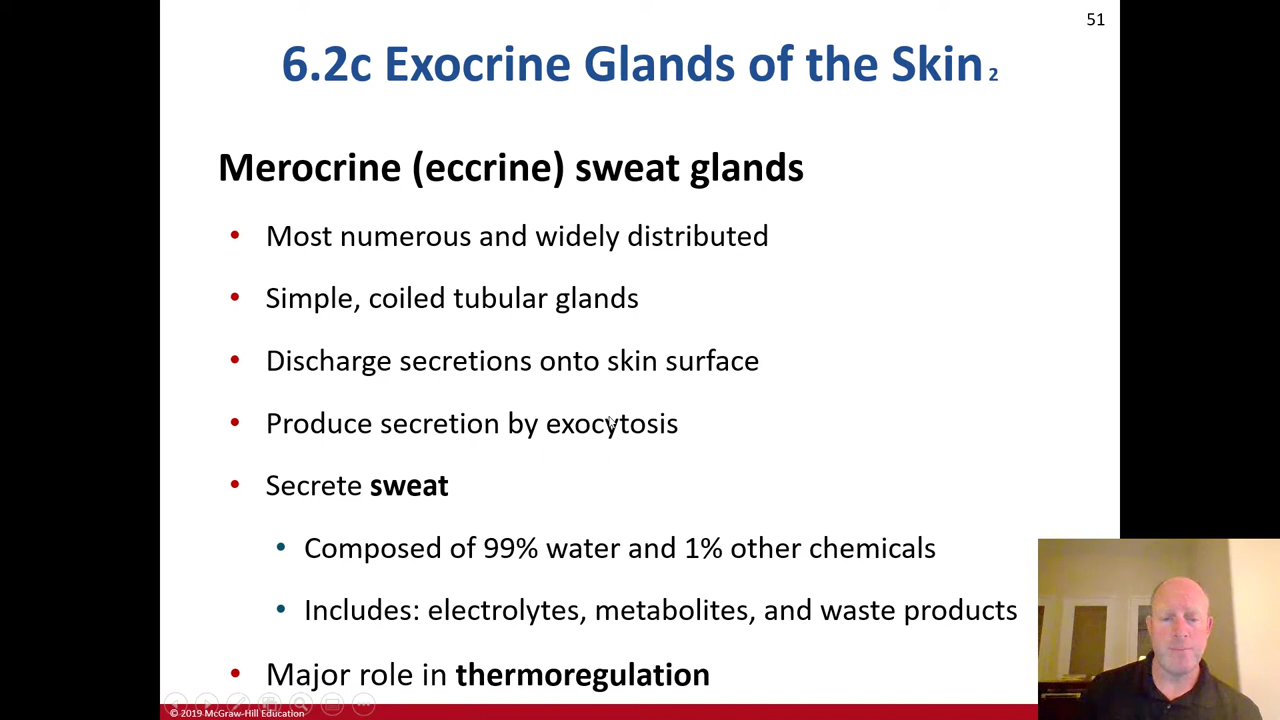 51
6.2c Exocrine Glands of the Skin 2
Merocrine (eccrine) sweat glands
• Most numerous and widely distributed
• Simple, coiled tubular glands
• Discharge secretions onto skin surface
• Produce secretion by exocytosis
• Secrete sweat
• Composed of 99% water and 1% other chemicals
• Includes: electrolytes, metabolites, and waste products
• Major role in thermoregulation
© 2019 McGraw-Hill Education